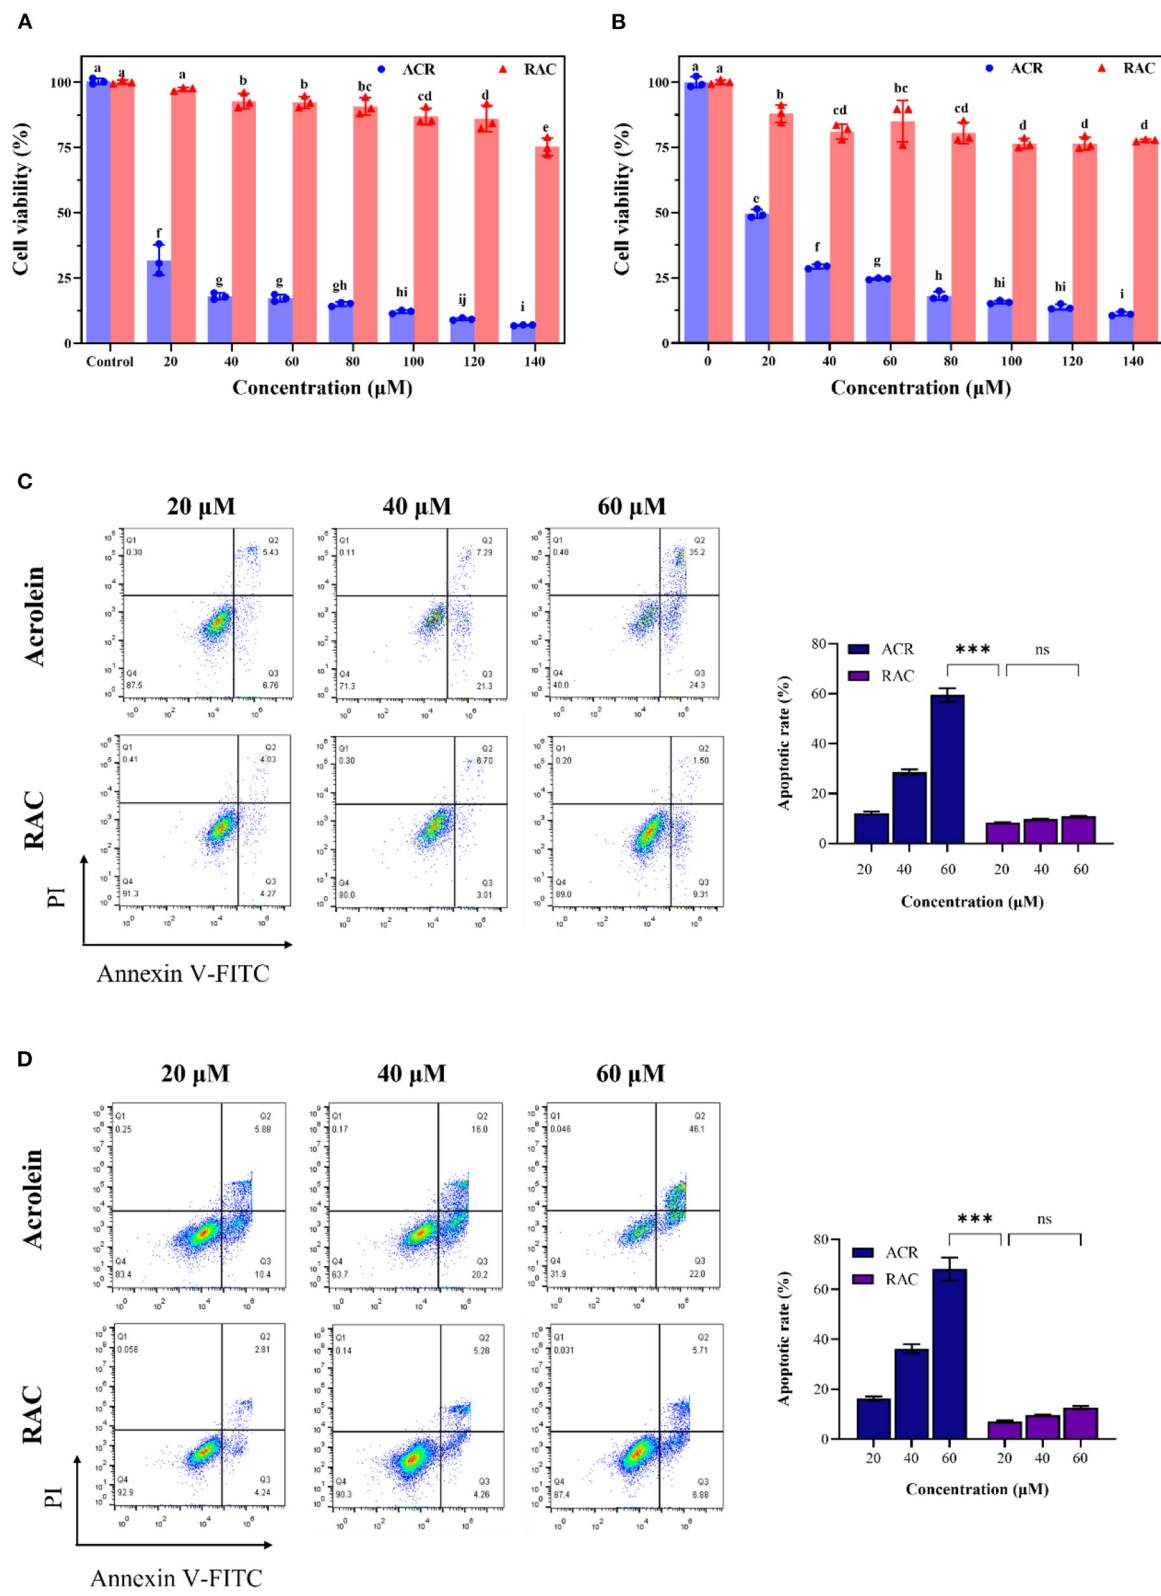 A
B
ACR RAC
ACR RAC
a a a b b bc cd d e
f g g gh hi ij i
a a b cd bc cd d d d
e f g h hi hi i
Cell viability (%)
100
75
50
25
0
Cell viability (%)
100
75
50
25
0
Control 20 40 60 80 100 120 140
0 20 40 60 80 100 120 140
Concentration (μM)
Concentration (μM)
C
20 μM 40 μM 60 μM
Acrolein
Q1 0.30 Q2 5.43
Q4 87.5 Q3 6.76
Q1 0.11 Q2 7.29
Q4 71.3 Q3 21.3
Q1 0.48 Q2 35.2
Q4 40.0 Q3 24.3
RAC
Q1 0.41 Q2 4.03
Q4 91.3 Q3 4.27
Q1 0.30 Q2 6.70
Q4 90.0 Q3 3.01
Q1 0.20 Q2 1.50
Q4 89.0 Q3 9.31
PI
Annexin V-FITC
Apoptotic rate (%)
80
60
40
20
0
ACR
RAC
*** ns
20 40 60 20 40 60
Concentration (μM)
D
20 μM 40 μM 60 μM
Acrolein
Q1 0.25 Q2 5.88
Q4 83.4 Q3 10.4
Q1 0.17 Q2 16.0
Q4 63.7 Q3 20.2
Q1 0.046 Q2 46.1
Q4 31.9 Q3 22.0
RAC
Q1 0.058 Q2 2.81
Q4 92.9 Q3 4.24
Q1 0.14 Q2 5.28
Q4 90.3 Q3 4.26
Q1 0.031 Q2 5.71
Q4 87.4 Q3 6.88
PI
Annexin V-FITC
Apoptotic rate (%)
80
60
40
20
0
ACR
RAC
*** ns
20 40 60 20 40 60
Concentration (μM)